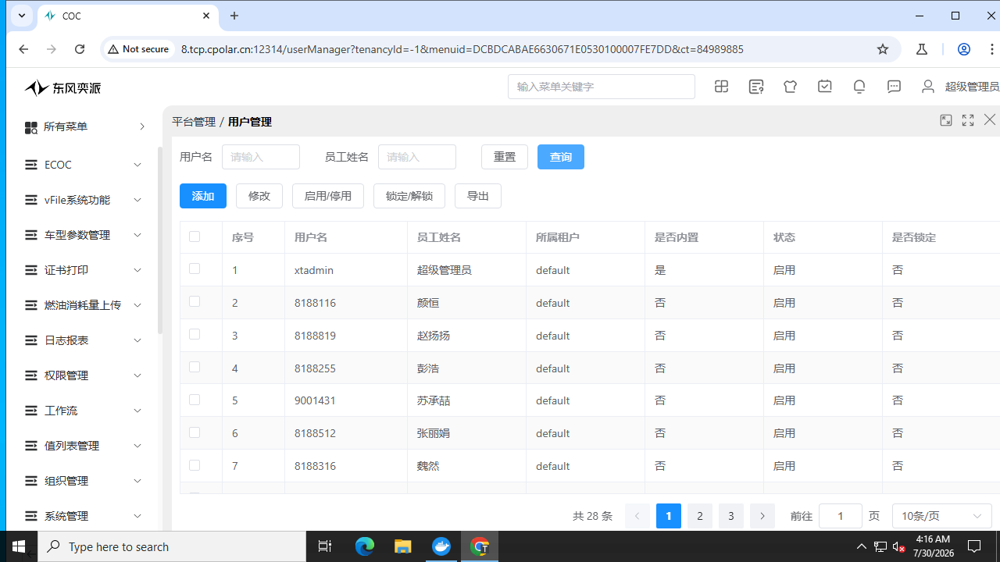 COC
Not secure
8.tcp.cpolar.cn:12314/userManager?tenancyId=-1&menuid=DCBDCABAE6630671E0530100007FE7DD&ct=84989885
东风奕派
输入菜单关键字
超级管理员
所有菜单
ECOC
vFile系统功能
车型参数管理
证书打印
燃油消耗量上传
日志报表
权限管理
工作流
值列表管理
组织管理
系统管理
平台管理 / 用户管理
用户名 请输入 员工姓名 请输入 重置 查询
添加 修改 启用/停用 锁定/解锁 导出
序号 用户名 员工姓名 所属租户 是否内置 状态 是否锁定
1 xtadmin 超级管理员 default 是 启用 否
2 8188116 颜恒 default 否 启用 否
3 8188819 赵扬扬 default 否 启用 否
4 8188255 彭浩 default 否 启用 否
5 9001431 苏承喆 default 否 启用 否
6 8188512 张丽娟 default 否 启用 否
7 8188316 魏然 default 否 启用 否
共 28 条 1 2 3 前往 1 页 10条/页
Type here to search
4:16 AM
7/30/2026